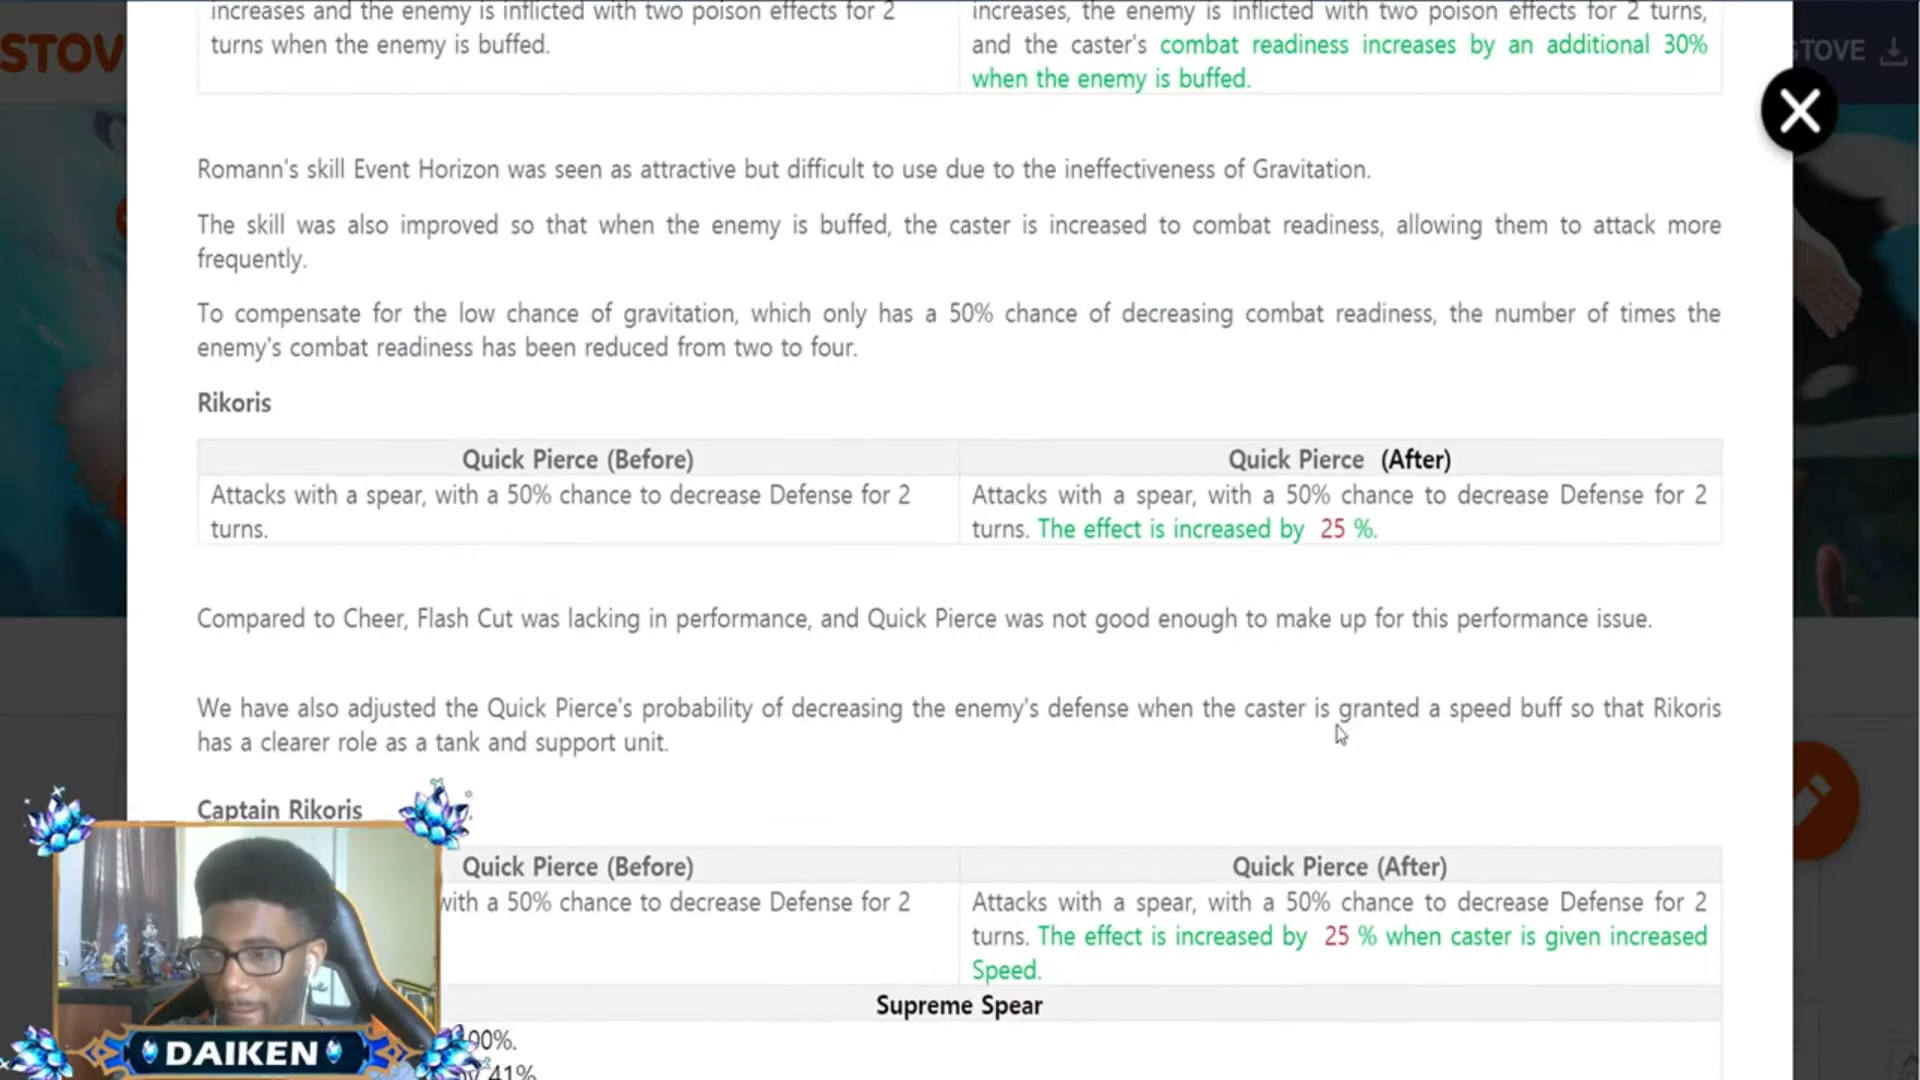 increases and the enemy is inflicted with two poison effects for 2
turns when the enemy is buffed.
increases, the enemy is inflicted with two poison effects for 2 turns,
and the caster's combat readiness increases by an additional 30%
when the enemy is buffed.
STOV
STOVE
Romann's skill Event Horizon was seen as attractive but difficult to use due to the ineffectiveness of Gravitation.
The skill was also improved so that when the enemy is buffed, the caster is increased to combat readiness, allowing them to attack more
frequently.
To compensate for the low chance of gravitation, which only has a 50% chance of decreasing combat readiness, the number of times the
enemy's combat readiness has been reduced from two to four.
Rikoris
Quick Pierce (Before)
Quick Pierce (After)
Attacks with a spear, with a 50% chance to decrease Defense for 2
turns.
Attacks with a spear, with a 50% chance to decrease Defense for 2
turns. The effect is increased by 25 %.
Compared to Cheer, Flash Cut was lacking in performance, and Quick Pierce was not good enough to make up for this performance issue.
We have also adjusted the Quick Pierce's probability of decreasing the enemy's defense when the caster is granted a speed buff so that Rikoris
has a clearer role as a tank and support unit.
Captain Rikoris
Quick Pierce (Before)
Quick Pierce (After)
with a 50% chance to decrease Defense for 2
Attacks with a spear, with a 50% chance to decrease Defense for 2
turns. The effect is increased by 25 % when caster is given increased
Speed.
Supreme Spear
00%.
by 41%
DAIKEN